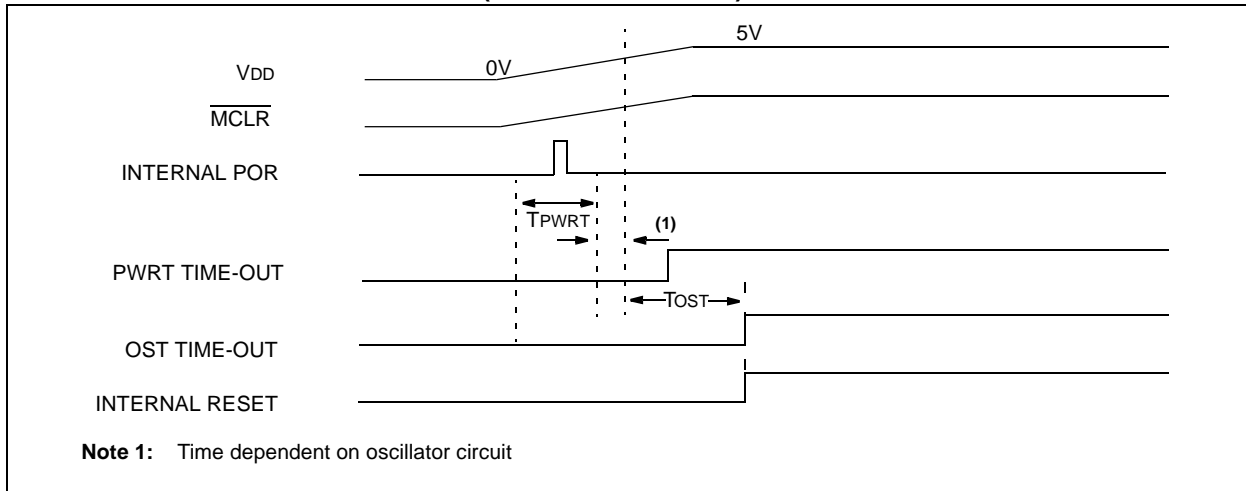 5V
0V
VDD
MCLR
INTERNAL POR
TPWRT
(1)
PWRT TIME-OUT
TOST
OST TIME-OUT
INTERNAL RESET
Note 1: Time dependent on oscillator circuit